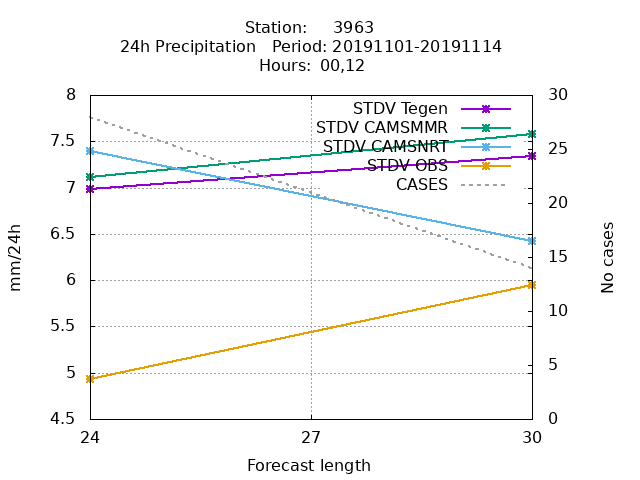 Station: 3963
24h Precipitation Period: 20191101-20191114
Hours: 00,12
8
7.5
7
6.5
6
5.5
5
4.5
30
25
20
15
10
5
0
STDV Tegen
STDV CAMSMMR
STDV CAMSNRT
STDV OBS
CASES
mm/24h
No cases
24
27
30
Forecast length